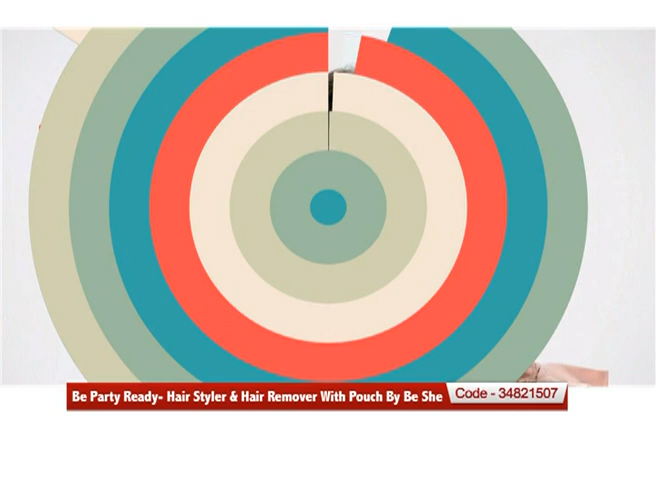 Be Party Ready- Hair Styler & Hair Remover With Pouch By Be She
Code - 34821507